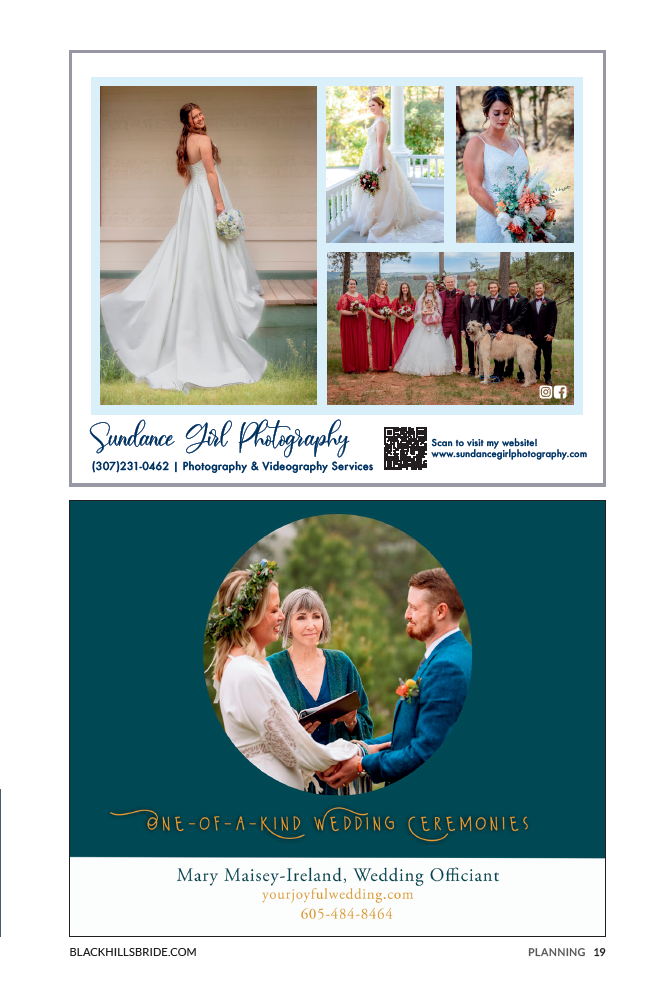 Sundance Girl Photography
(307)231-0462 | Photography & Videography Services
Scan to visit my website!
www.sundancegirlphotography.com
ONE-OF-A-KIND WEDDING CEREMONIES
Mary Maisey-Ireland, Wedding Officiant
yourjoyfulwedding.com
605-484-8464
BLACKHILLSBRIDE.COM
PLANNING 19